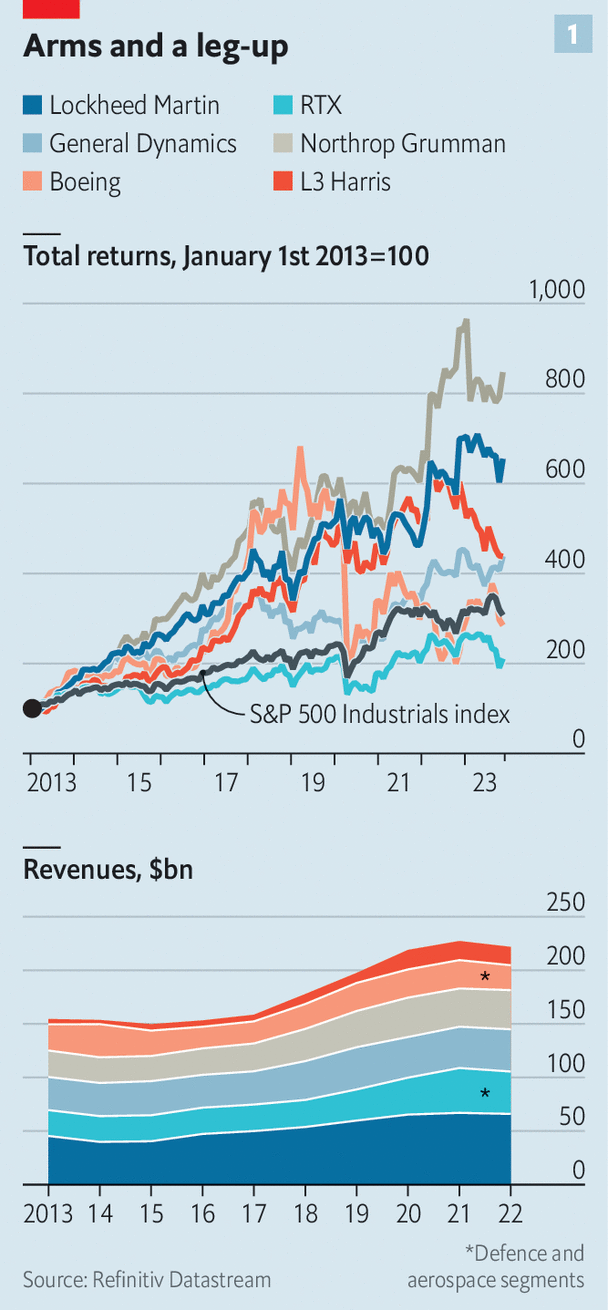 1
Arms and a leg-up
Lockheed Martin
RTX
General Dynamics
Northrop Grumman
Boeing
L3 Harris
Total returns, January 1st 2013=100
1,000
800
600
400
200
S&P 500 Industrials index
0
2013 15 17 19 21 23
Revenues, $bn
250
200
*
150
100
*
50
0
2013 14 15 16 17 18 19 20 21 22
*Defence and
Source: Refinitiv Datastream
aerospace segments